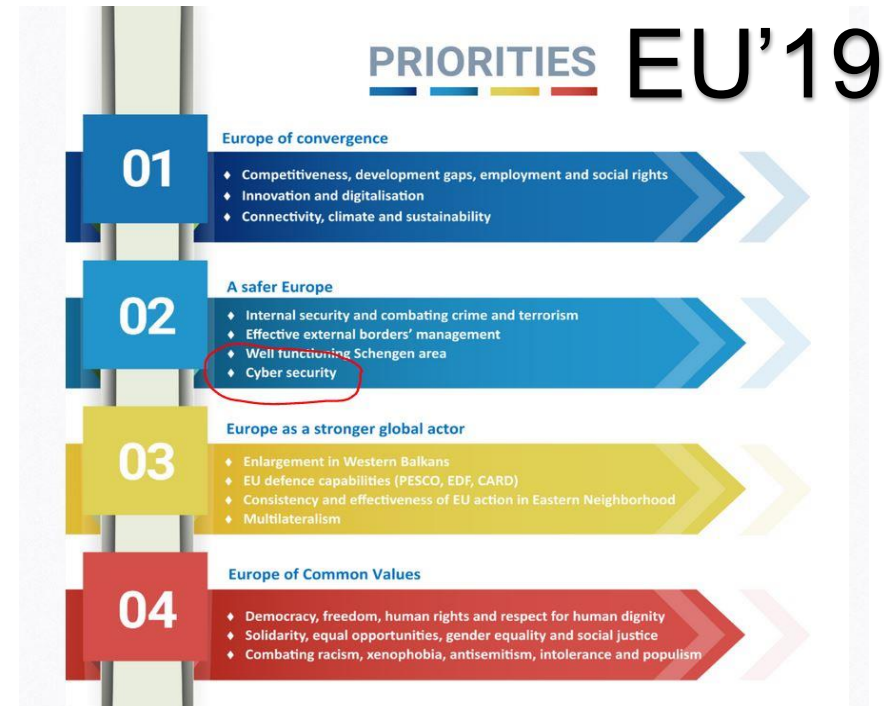 PRIORITIES EU’19
01
Europe of convergence
♦ Competitiveness, development gaps, employment and social rights
♦ Innovation and digitalisation
♦ Connectivity, climate and sustainability
02
A safer Europe
♦ Internal security and combating crime and terrorism
♦ Effective external borders’ management
♦ Well functioning Schengen area
♦ Cyber security
03
Europe as a stronger global actor
♦ Enlargement in Western Balkans
♦ EU defence capabilities (PESCO, EDF, CARD)
♦ Consistency and effectiveness of EU action in Eastern Neighborhood
♦ Multilateralism
04
Europe of Common Values
♦ Democracy, freedom, human rights and respect for human dignity
♦ Solidarity, equal opportunities, gender equality and social justice
♦ Combating racism, xenophobia, antisemitism, intolerance and populism